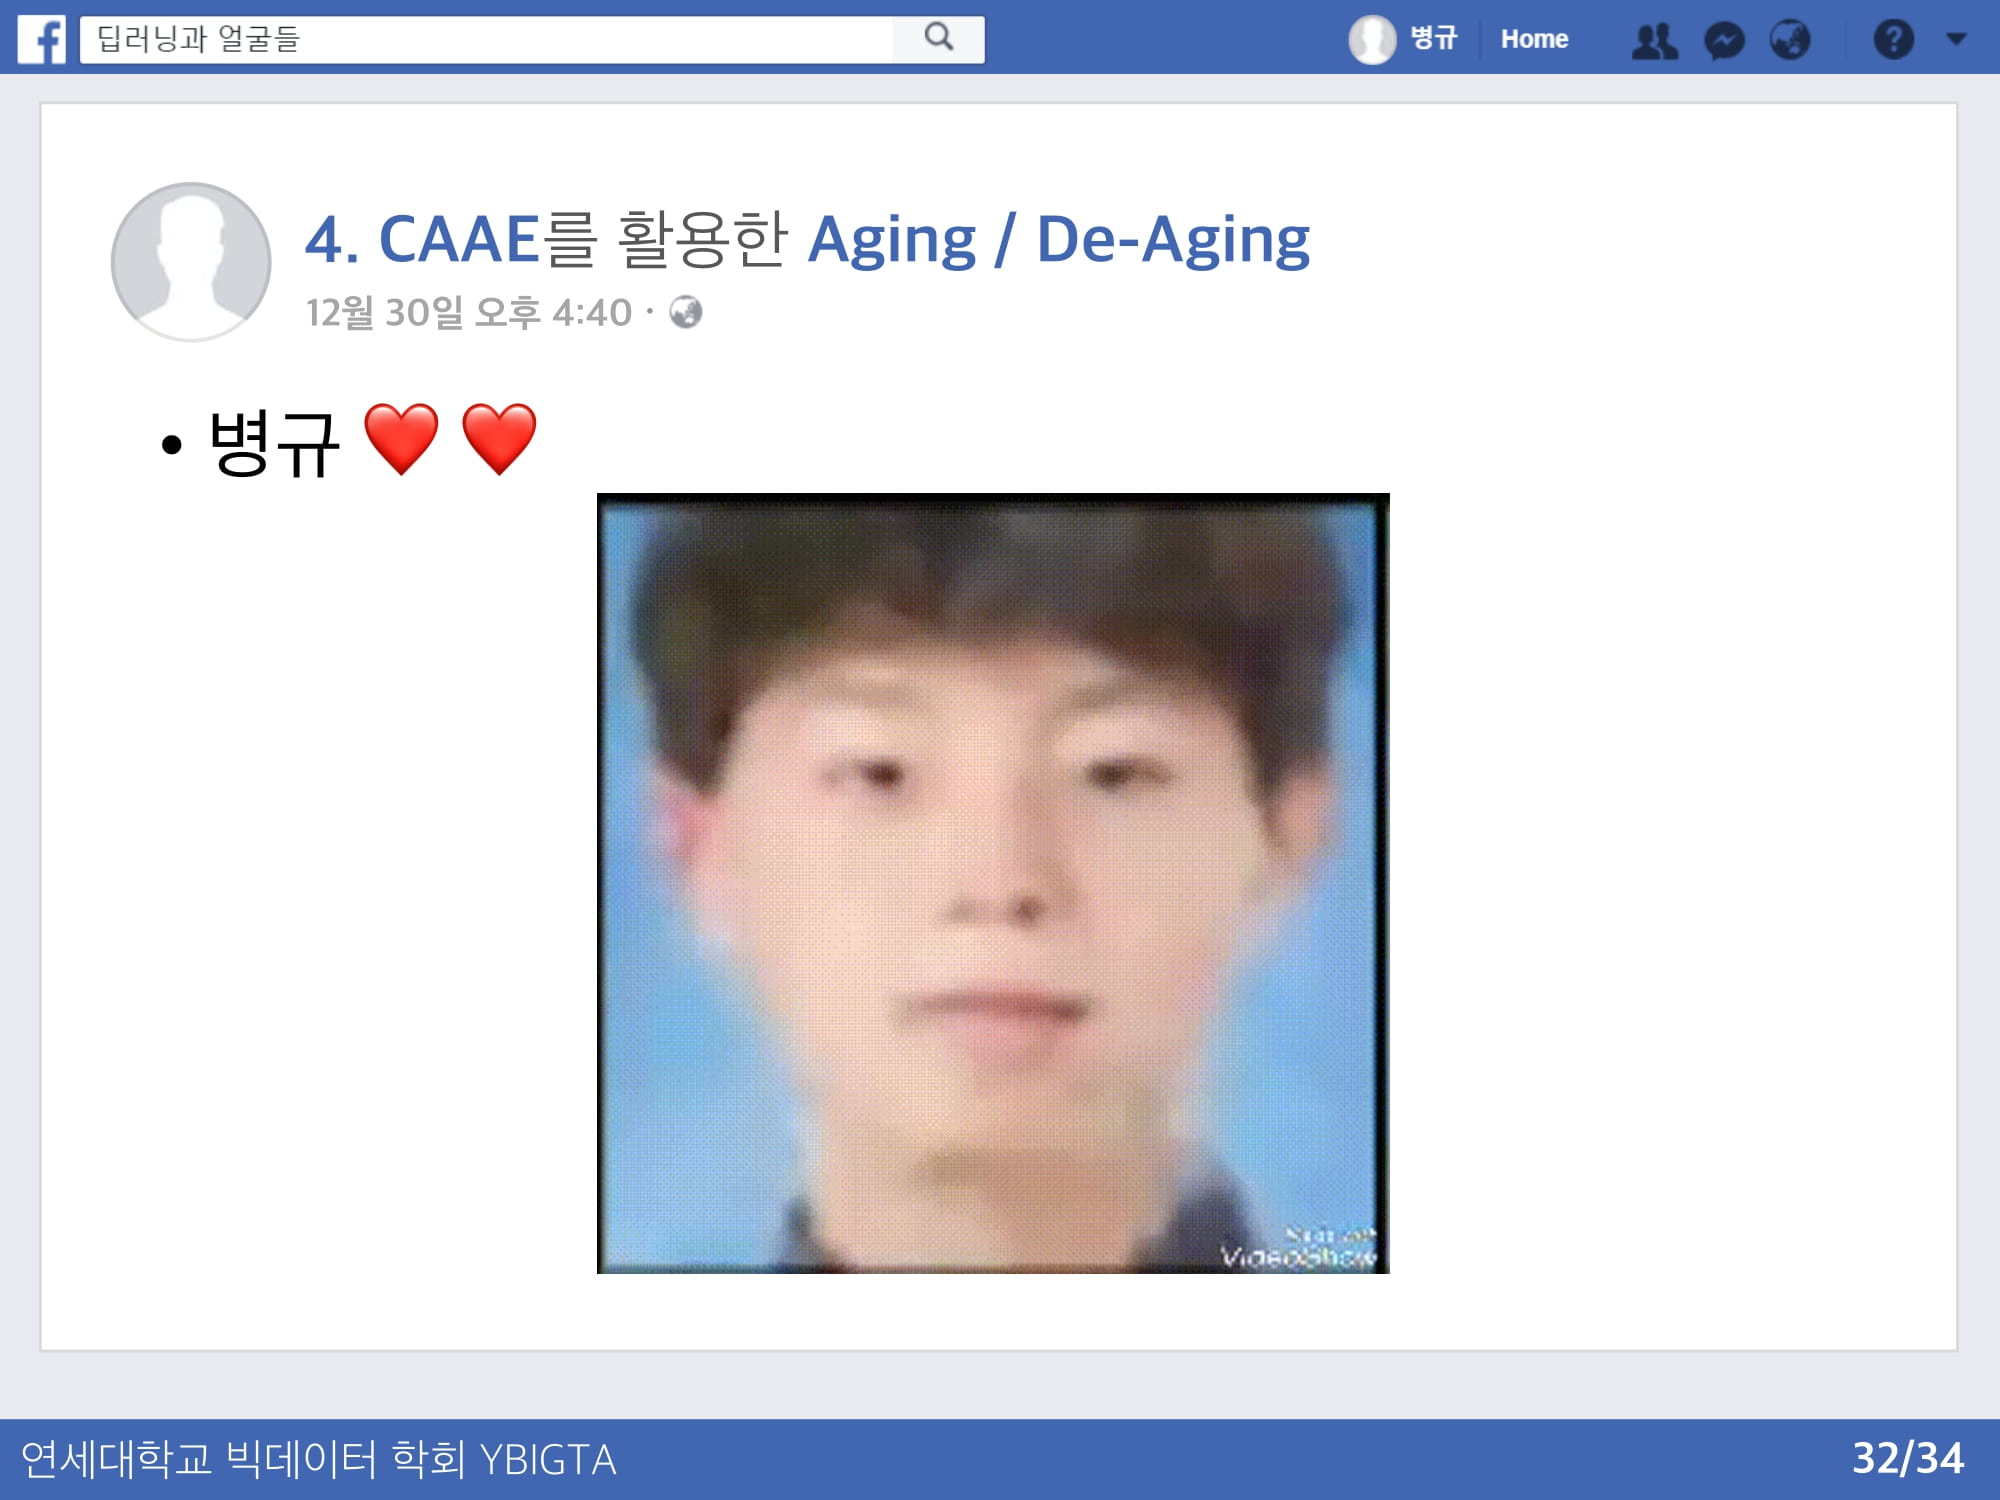 딥러닝과 얼굴들
병규 Home
4. CAAE를 활용한 Aging / De-Aging
12월 30일 오후 4:40 ·
• 병규 ❤️ ❤️
VideoShow
연세대학교 빅데이터 학회 YBIGTA
32/34